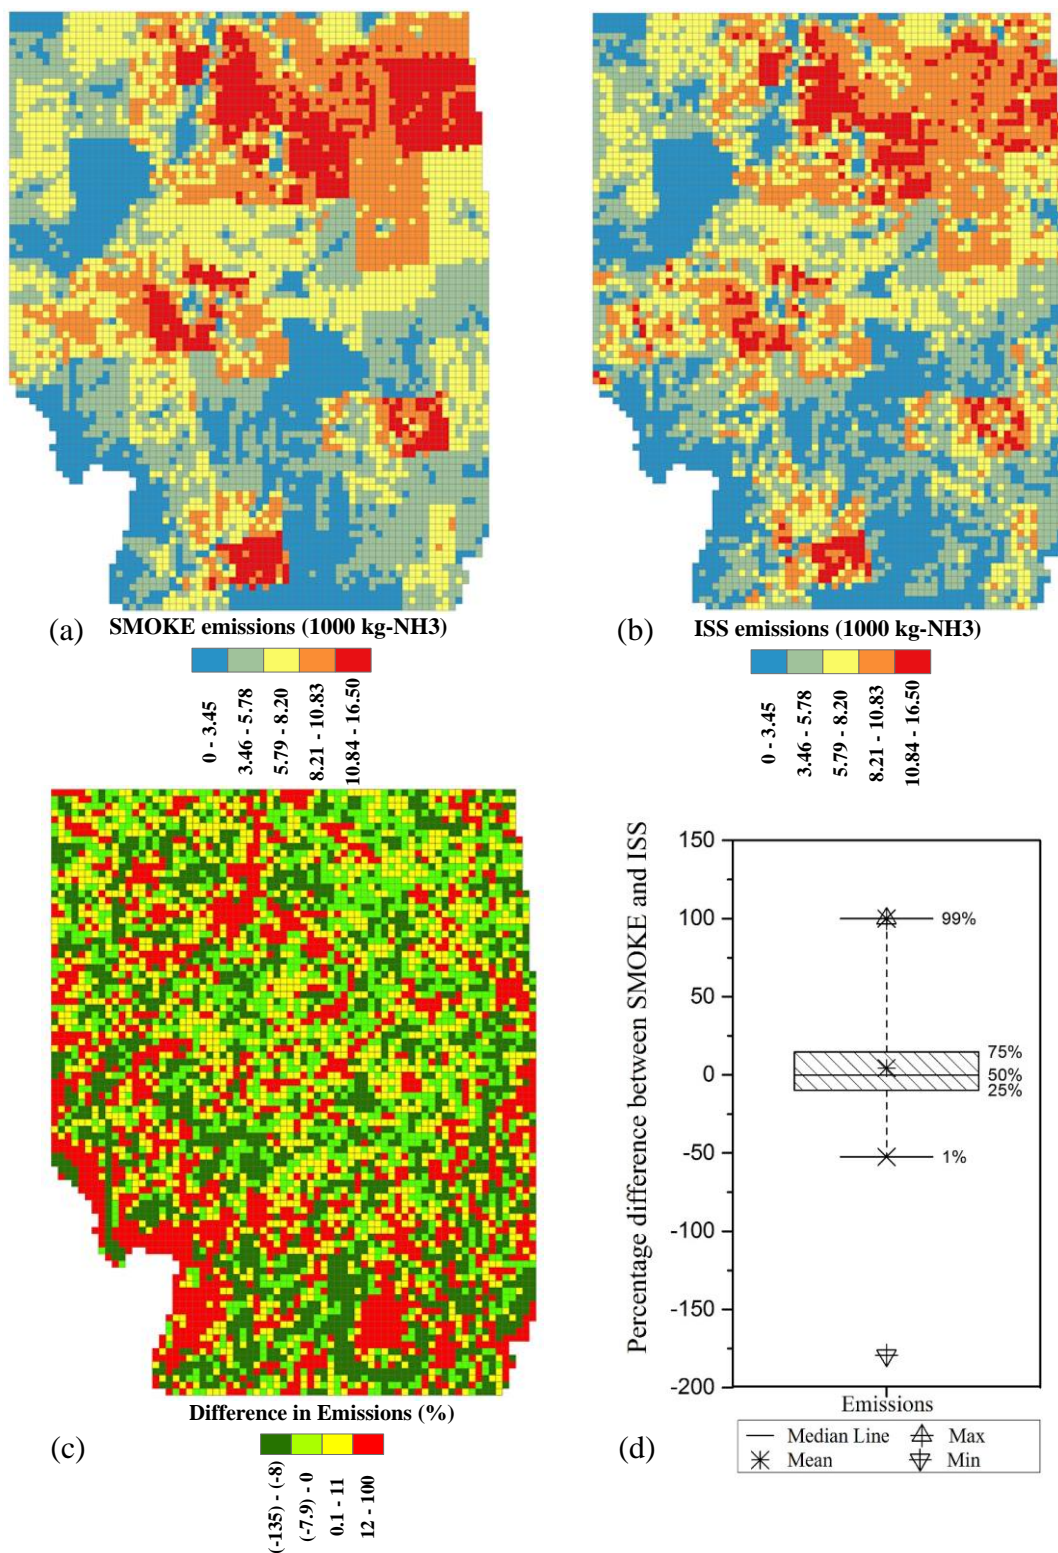 (a) SMOKE emissions (1000 kg-NH3)
0 - 3.45
3.46 - 5.78
5.79 - 8.20
8.21 - 10.83
10.84 - 16.50
(b) ISS emissions (1000 kg-NH3)
0 - 3.45
3.46 - 5.78
5.79 - 8.20
8.21 - 10.83
10.84 - 16.50
(c) Difference in Emissions (%)
(-135) - (-8)
(-7.9) - 0
0.1 - 11
12 - 100
(d)
Percentage difference between SMOKE and ISS
150
100
50
0
-50
-100
-150
-200
99%
75%
50%
25%
1%
Emissions
Median Line Max
Mean Min